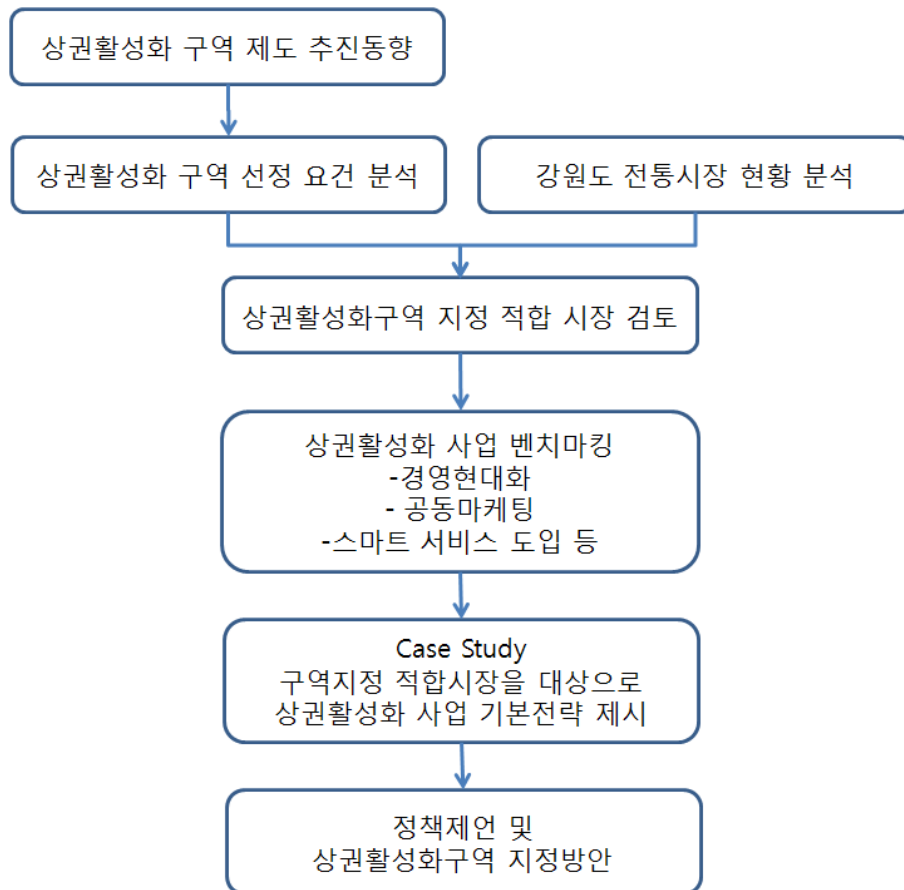 상권활성화 구역 제도 추진동향
상권활성화 구역 선정 요건 분석
강원도 전통시장 현황 분석
상권활성화구역 지정 적합 시장 검토
상권활성화 사업 벤치마킹
-경영현대화
- 공동마케팅
-스마트 서비스 도입 등
Case Study
구역지정 적합시장을 대상으로
상권활성화 사업 기본전략 제시
정책제언 및
상권활성화구역 지정방안